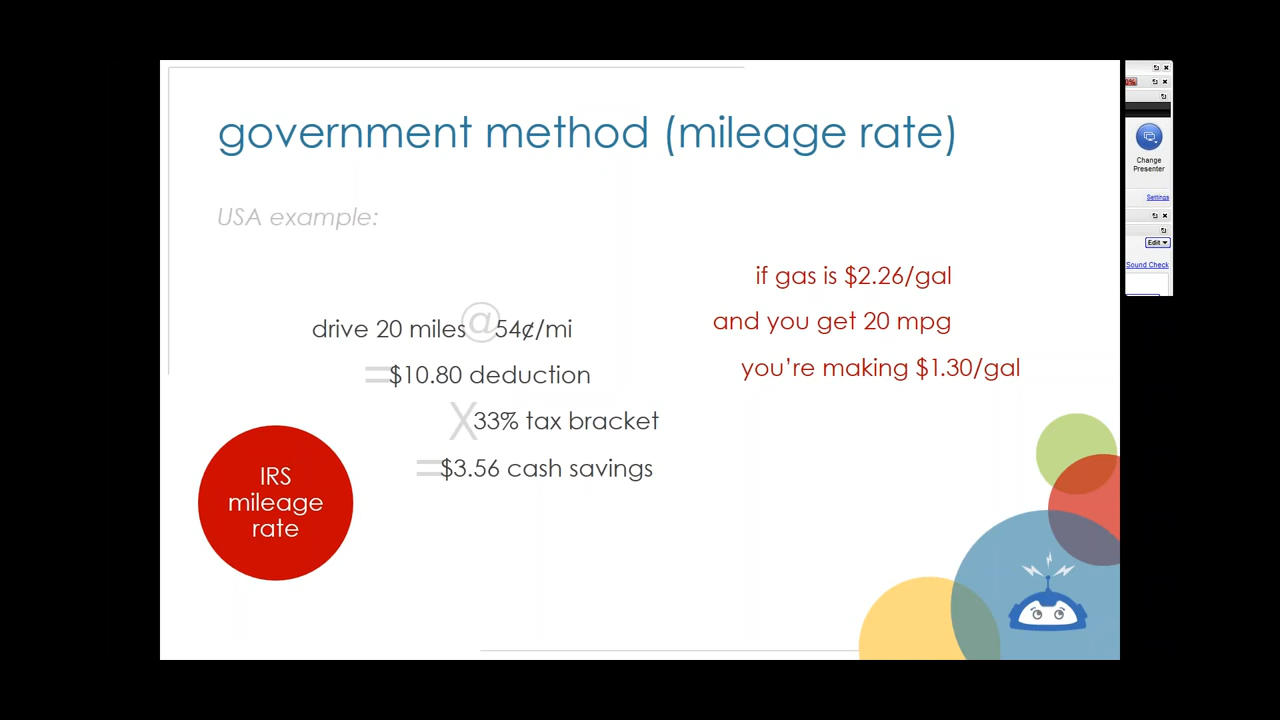 government method (mileage rate)
USA example:
drive 20 miles @ 54¢/mi
= $10.80 deduction
X 33% tax bracket
= $3.56 cash savings
if gas is $2.26/gal
and you get 20 mpg
you’re making $1.30/gal
IRS
mileage
rate
0%
Change
Presenter
Settings
Edit
Sound Check